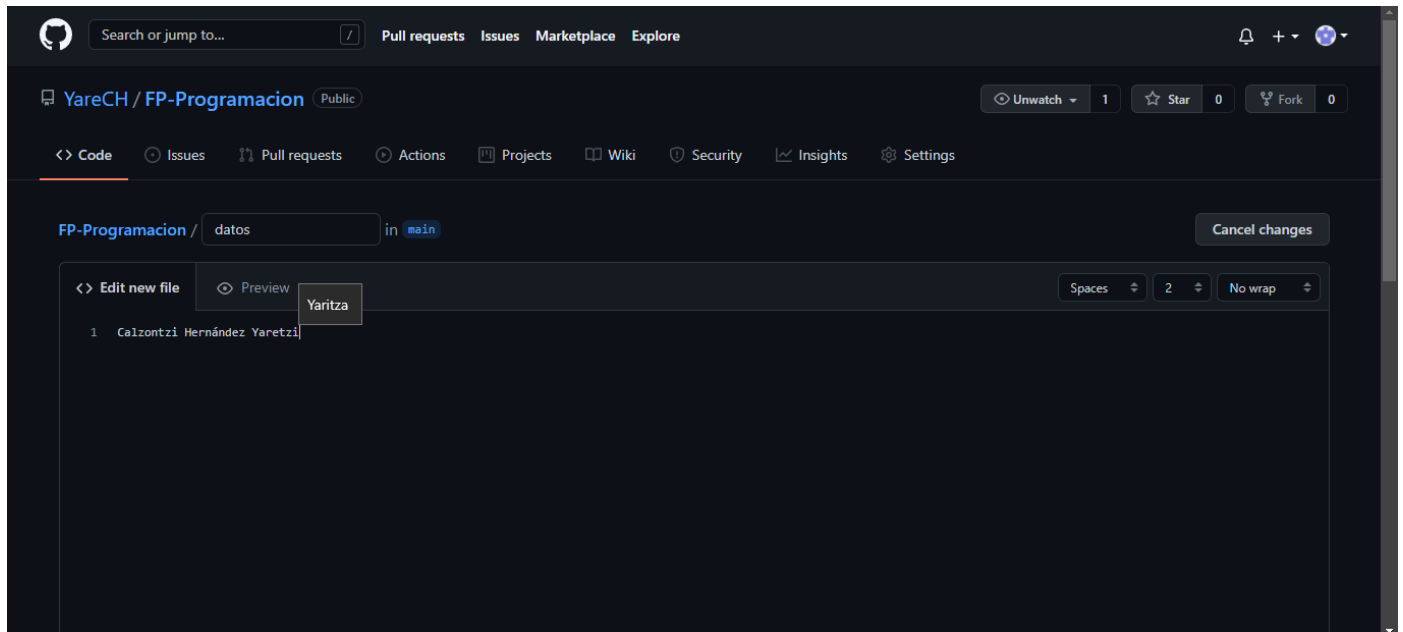 Search or jump to... / Pull requests Issues Marketplace Explore
YareCH / FP-Programacion Public Unwatch 1 Star 0 Fork 0
<> Code Issues Pull requests Actions Projects Wiki Security Insights Settings
FP-Programacion / datos in main Cancel changes
<> Edit new file Preview Spaces 2 No wrap
Yaritza
1 Calzontzi Hernández Yaretzi